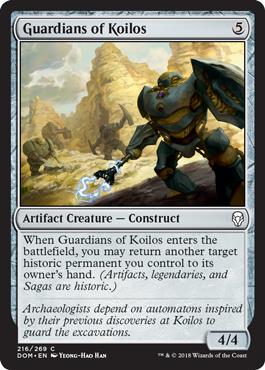 Guardians of Koilos 5
Artifact Creature — Construct
When Guardians of Koilos enters the
battlefield, you may return another target
historic permanent you control to its
owner's hand. (Artifacts, legendaries, and
Sagas are historic.)
Archaeologists depend on automatons inspired
by their previous discoveries at Koilos to
guard the excavations.
4/4
216/269 C
DOM • EN Yeong-Hao Han ™ & © 2018 Wizards of the Coast